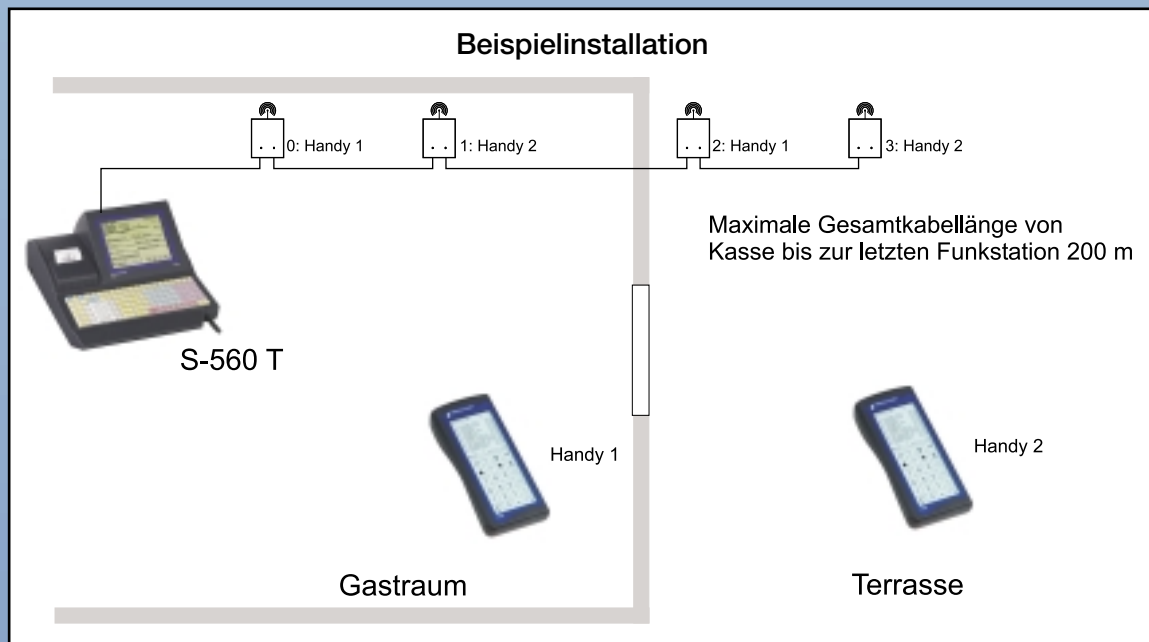 Beispielinstallation
0: Handy 1
1: Handy 2
2: Handy 1
3: Handy 2
Maximale Gesamtkabellänge von
Kasse bis zur letzten Funkstation 200 m
S-560 T
Handy 1
Handy 2
Gastraum
Terrasse